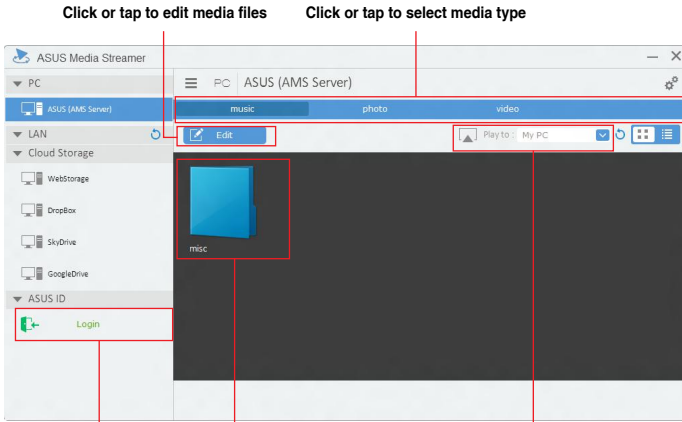 Click or tap to edit media files
Click or tap to select media type
ASUS Media Streamer
PC
PC ASUS (AMS Server)
ASUS (AMS Server)
music photo video
LAN
Edit
Play to : My PC
Cloud Storage
WebStorage
DropBox
SkyDrive
GoogleDrive
misc
ASUS ID
Login